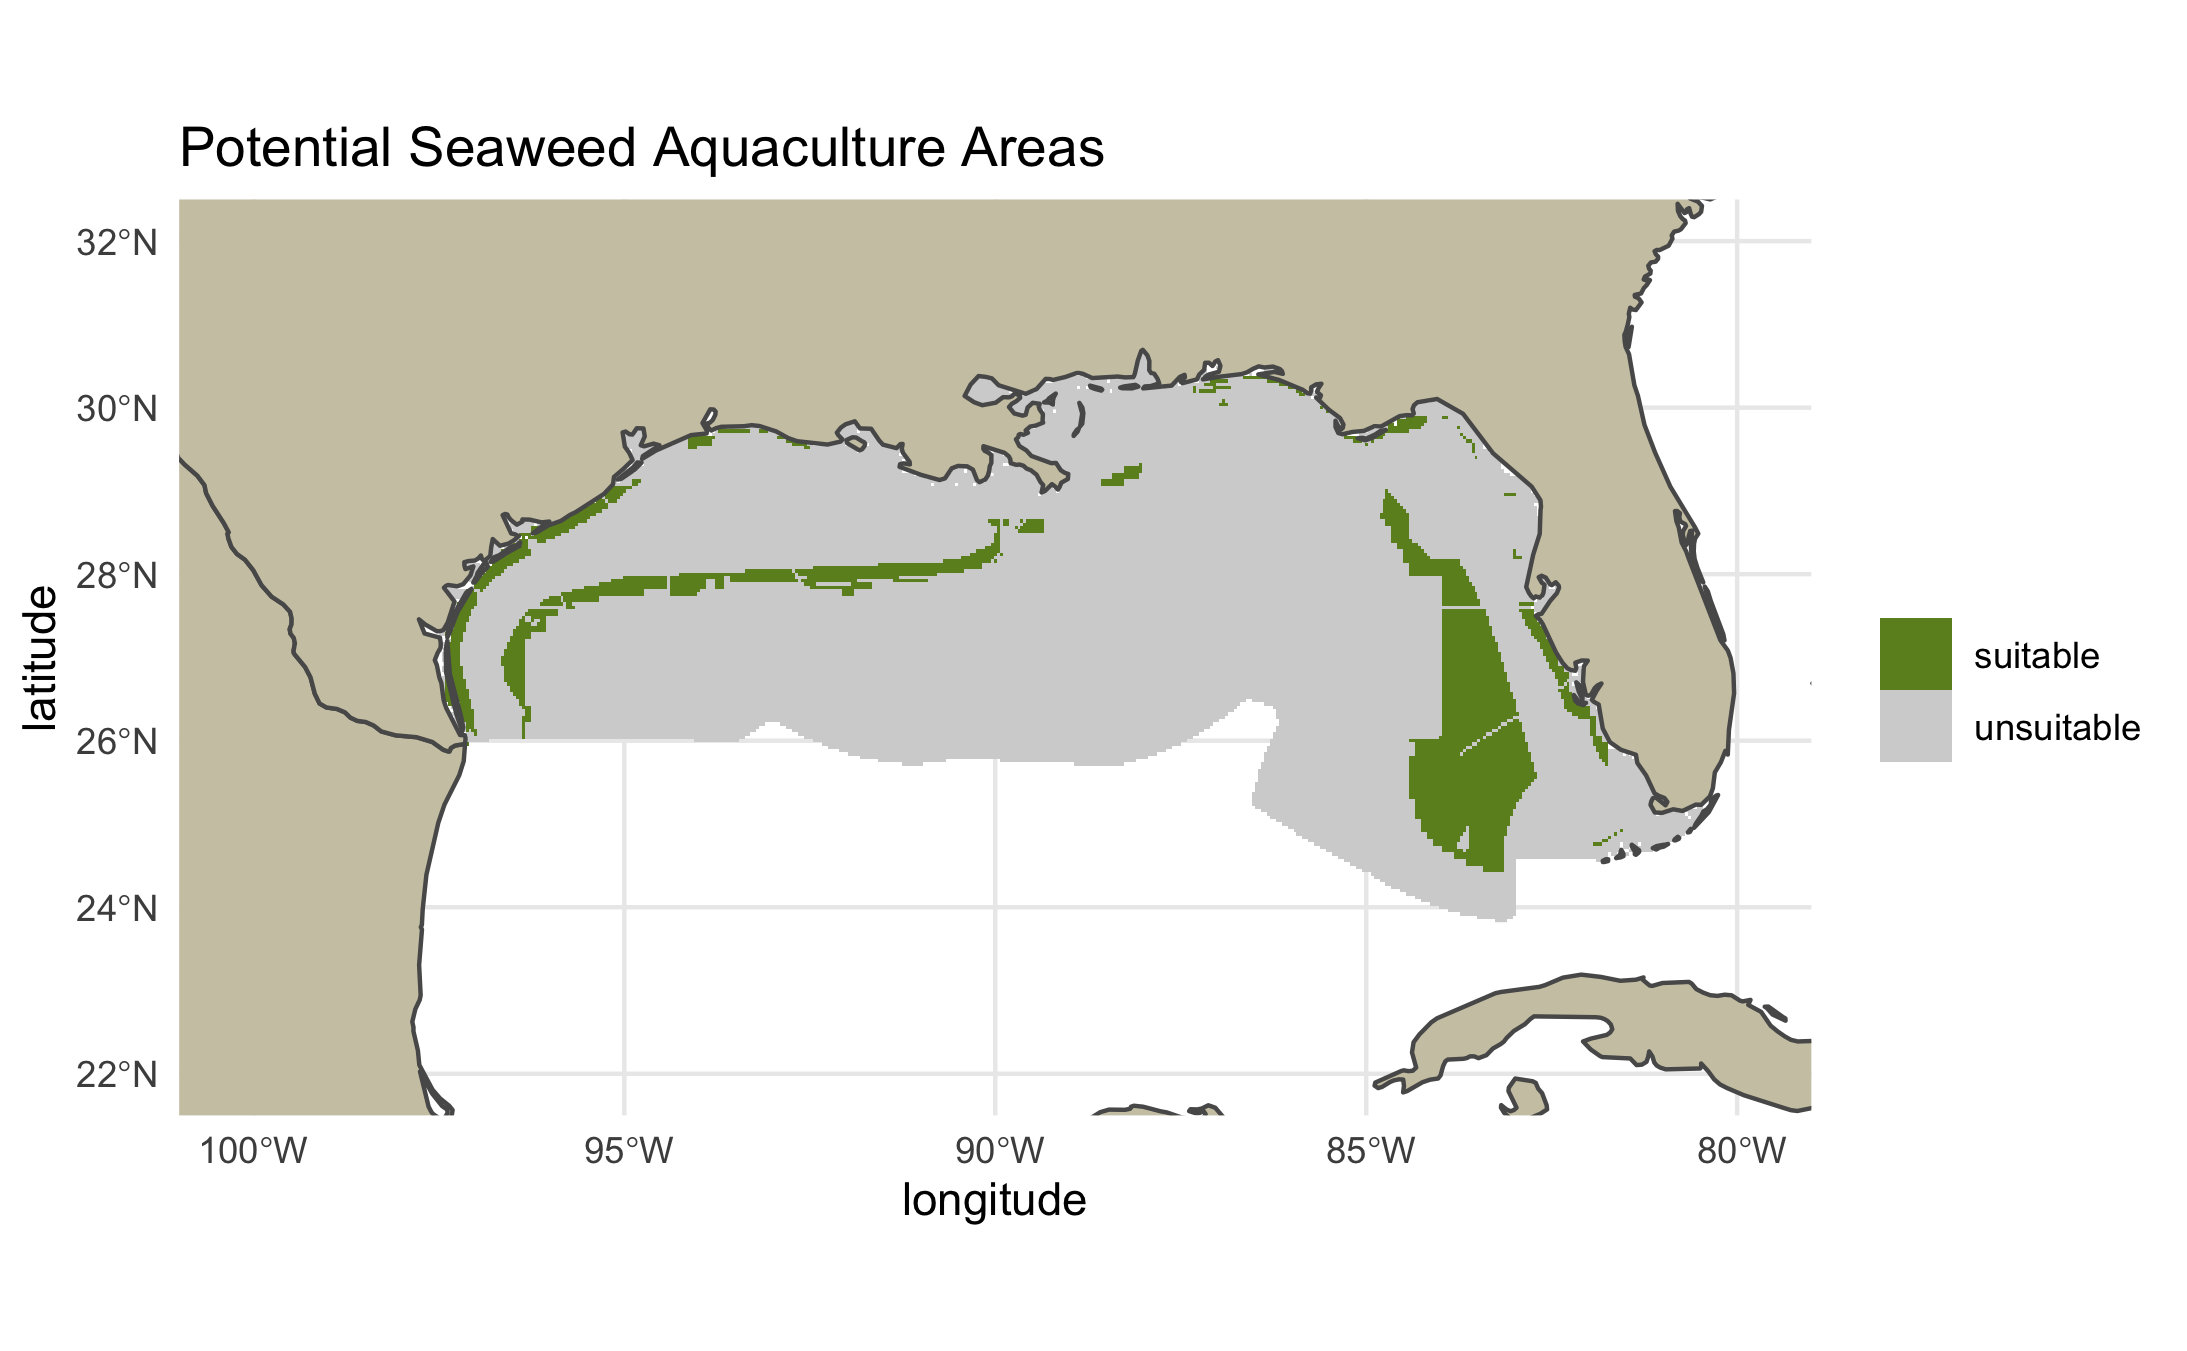 Potential Seaweed Aquaculture Areas
32°N
30°N
28°N
26°N
24°N
22°N
latitude
100°W
95°W
90°W
85°W
80°W
longitude
suitable
unsuitable